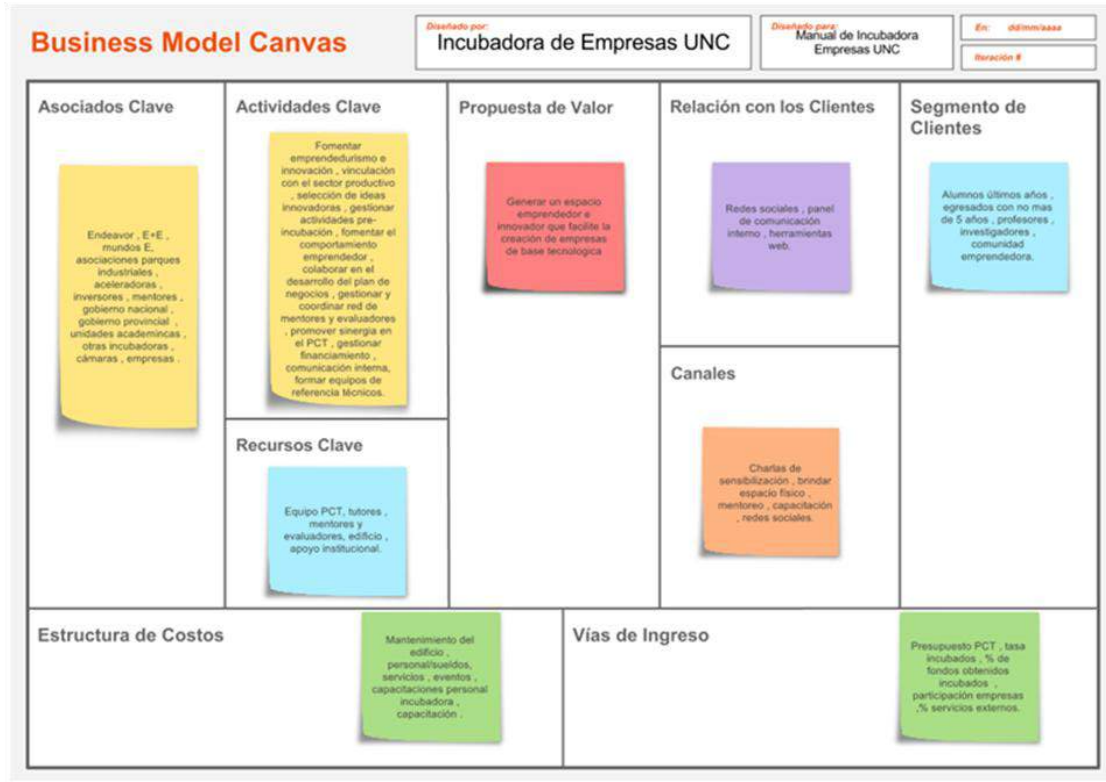 Business Model Canvas
Diseñado por:
Incubadora de Empresas UNC
Diseñado para:
Manual de Incubadora
Empresas UNC
En: dd/mm/aaaa
Iteración #
Asociados Clave
Endeavor , E+E ,
mundos E,
asociaciones parques
industriales ,
aceleradoras ,
inversores , mentores ,
gobierno nacional ,
gobierno provincial ,
unidades academincas ,
otras incubadoras ,
cámaras , empresas .
Actividades Clave
Fomentar
emprendedurismo e
innovación , vinculación
con el sector productivo
, selección de ideas
innovadoras , gestionar
actividades pre-
incubación , fomentar el
comportamiento
emprendedor ,
colaborar en el
desarrollo del plan de
negocios , gestionar y
coordinar red de
mentores y evaluadores
, promover sinergia en
el PCT , gestionar
financiamiento ,
comunicación interna,
formar equipos de
referencia técnicos.
Recursos Clave
Equipo PCT, tutores ,
mentores y
evaluadores, edificio ,
apoyo institucional.
Propuesta de Valor
Generar un espacio
emprendedor e
innovador que facilite la
creación de empresas
de base tecnológica
Relación con los Clientes
Redes sociales , panel
de comunicación
interno , herramientas
web.
Canales
Charlas de
sensibilización , brindar
espacio físico ,
mentoreo , capacitación
, redes sociales.
Segmento de
Clientes
Alumnos últimos años ,
egresados con no mas
de 5 años , profesores ,
investigadores ,
comunidad
emprendedora.
Estructura de Costos
Mantenimiento del
edificio ,
personal/sueldos,
servicios , eventos ,
capacitaciones personal
incubadora ,
capacitación .
Vías de Ingreso
Presupuesto PCT , tasa
incubados , % de
fondos obtenidos
incubados ,
participación empresas
,% servicios externos.